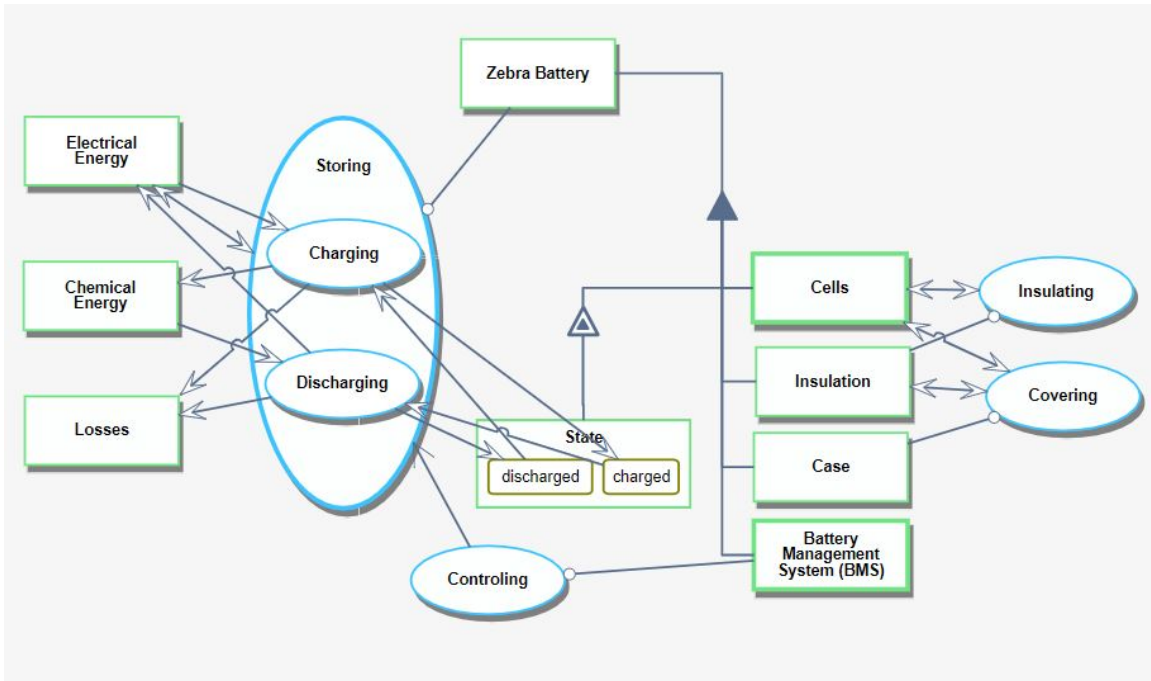 Zebra Battery
Electrical
Energy
Storing
Charging
Chemical
Energy
Cells
Insulating
Discharging
Insulation
Covering
Losses
State
discharged
charged
Case
Controling
Battery
Management
System (BMS)